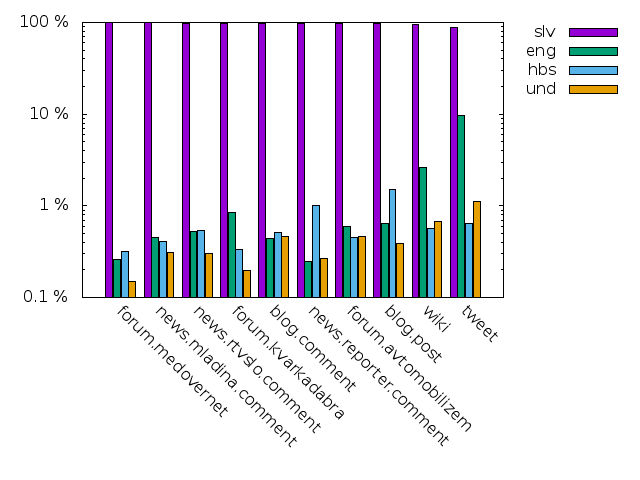 100 %
10 %
1 %
0.1 %
slv
eng
hbs
und
forum.medovernet
news.mladina.comment
news.rtvslo.comment
forum.kvarkadabra
blog.comment
news.reporter.comment
forum.avtomobilizem
blog.post
wiki
tweet